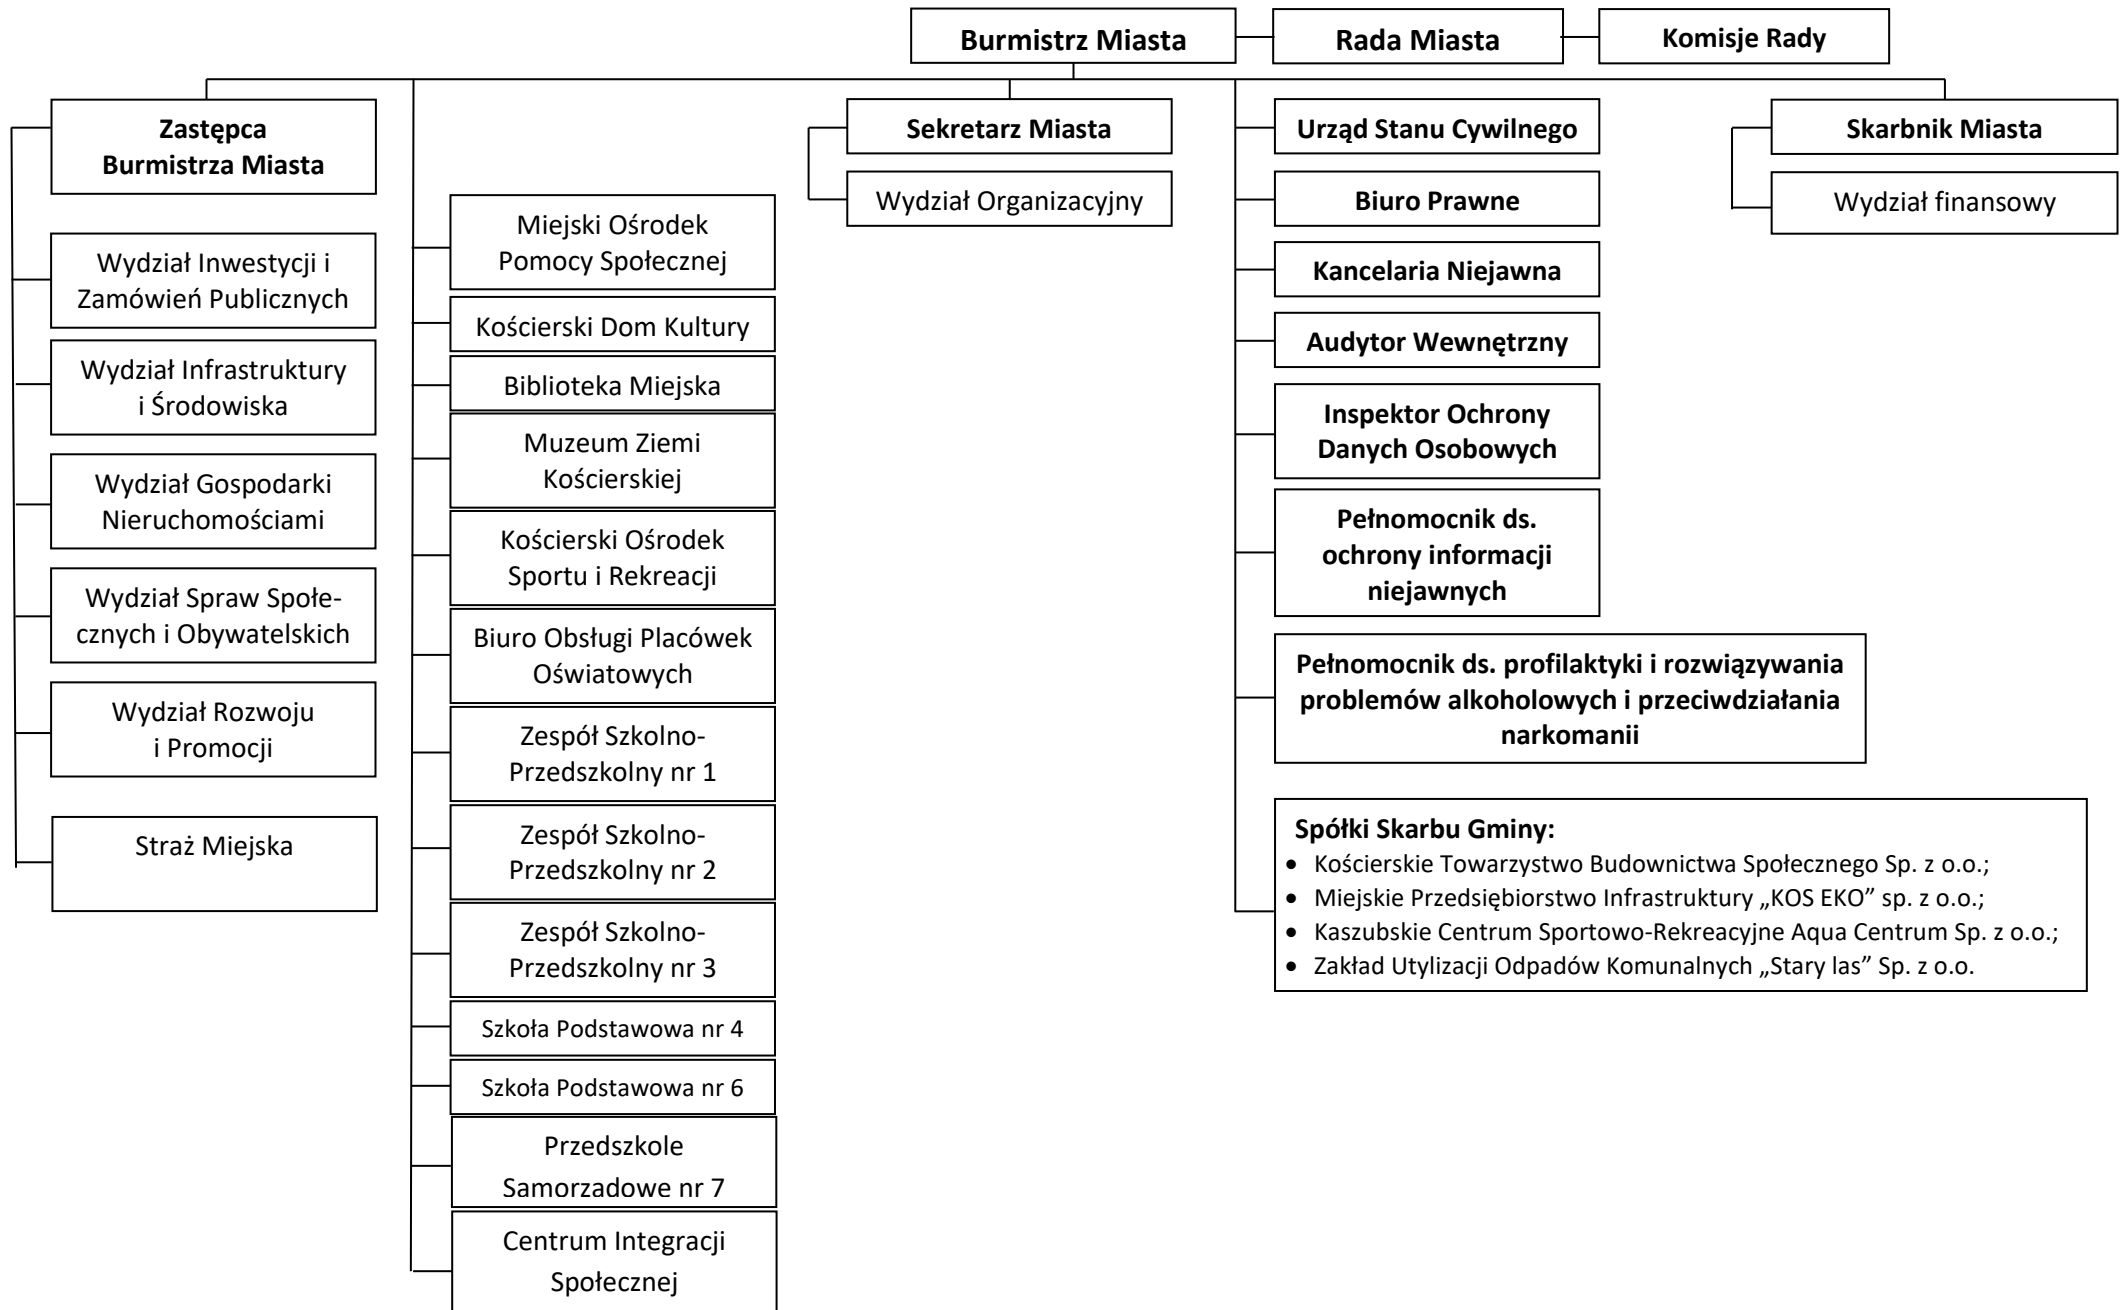 Burmistrz Miasta
Rada Miasta
Komisje Rady
Zastępca
Burmistrza Miasta
Wydział Inwestycji i
Zamówień Publicznych
Wydział Infrastruktury
i Środowiska
Wydział Gospodarki
Nieruchomościami
Wydział Spraw Społe-
cznych i Obywatelskich
Wydział Rozwoju
i Promocji
Straż Miejska
Miejski Ośrodek
Pomocy Społecznej
Kościerski Dom Kultury
Biblioteka Miejska
Muzeum Ziemi
Kościerskiej
Kościerski Ośrodek
Sportu i Rekreacji
Biuro Obsługi Placówek
Oświatowych
Zespół Szkolno-
Przedszkolny nr 1
Zespół Szkolno-
Przedszkolny nr 2
Zespół Szkolno-
Przedszkolny nr 3
Szkoła Podstawowa nr 4
Szkoła Podstawowa nr 6
Przedszkole
Samorzadowe nr 7
Centrum Integracji
Społecznej
Sekretarz Miasta
Wydział Organizacyjny
Urząd Stanu Cywilnego
Biuro Prawne
Kancelaria Niejawna
Audytor Wewnętrzny
Inspektor Ochrony
Danych Osobowych
Pełnomocnik ds.
ochrony informacji
niejawnych
Pełnomocnik ds. profilaktyki i rozwiązywania
problemów alkoholowych i przeciwdziałania
narkomanii
Spółki Skarbu Gminy:
• Kościerskie Towarzystwo Budownictwa Społecznego Sp. z o.o.;
• Miejskie Przedsiębiorstwo Infrastruktury „KOS EKO” sp. z o.o.;
• Kaszubskie Centrum Sportowo-Rekreacyjne Aqua Centrum Sp. z o.o.;
• Zakład Utylizacji Odpadów Komunalnych „Stary las” Sp. z o.o.
Skarbnik Miasta
Wydział finansowy